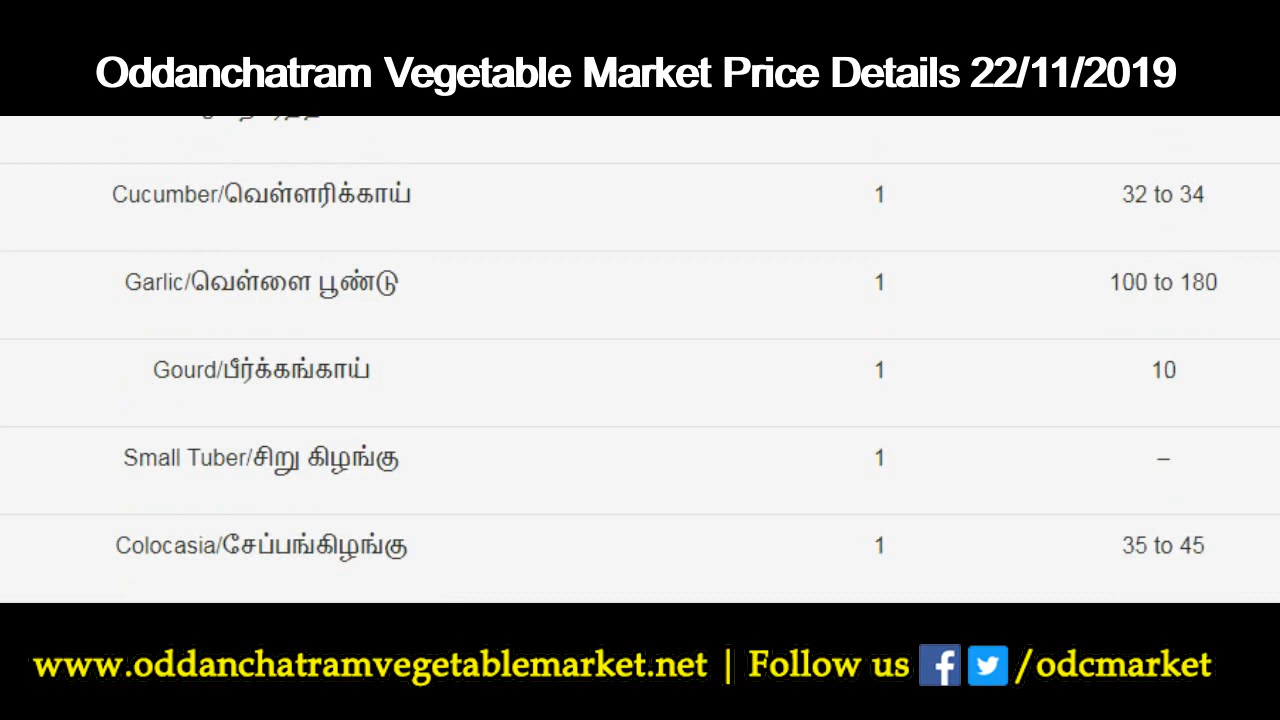 Oddanchatram Vegetable Market Price Details 22/11/2019
Cucumber/வெள்ளரிக்காய் 1 32 to 34
Garlic/வெள்ளை பூண்டு 1 100 to 180
Gourd/பீர்க்கங்காய் 1 10
Small Tuber/சிறு கிழங்கு 1 –
Colocasia/சேப்பங்கிழங்கு 1 35 to 45
www.oddanchatramvegetablemarket.net | Follow us /odcmarket